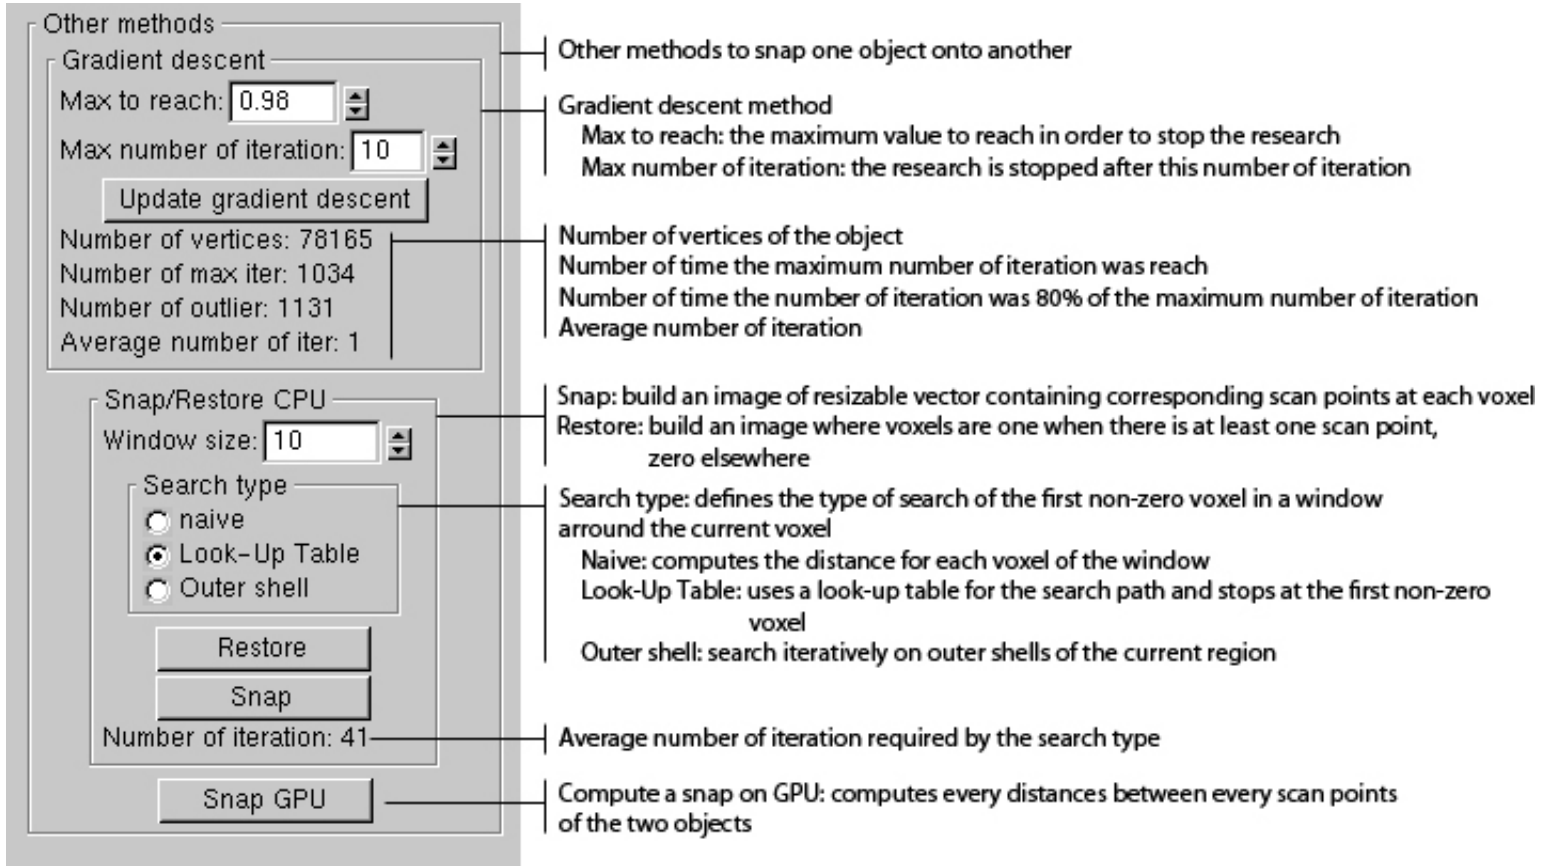 Other methods
Gradient descent
Max to reach: 0.98
Max number of iteration: 10
Update gradient descent
Number of vertices: 78165
Number of max iter: 1034
Number of outlier: 1131
Average number of iter: 1
Snap/Restore CPU
Window size: 10
Search type
naive
Look-Up Table
Outer shell
Restore
Snap
Number of iteration: 41
Snap GPU
Other methods to snap one object onto another
Gradient descent method
Max to reach: the maximum value to reach in order to stop the research
Max number of iteration: the research is stopped after this number of iteration
Number of vertices of the object
Number of time the maximum number of iteration was reach
Number of time the number of iteration was 80% of the maximum number of iteration
Average number of iteration
Snap: build an image of resizable vector containing corresponding scan points at each voxel
Restore: build an image where voxels are one when there is at least one scan point,
zero elsewhere
Search type: defines the type of search of the first non-zero voxel in a window
arround the current voxel
Naive: computes the distance for each voxel of the window
Look-Up Table: uses a look-up table for the search path and stops at the first non-zero
voxel
Outer shell: search iteratively on outer shells of the current region
Average number of iteration required by the search type
Compute a snap on GPU: computes every distances between every scan points
of the two objects